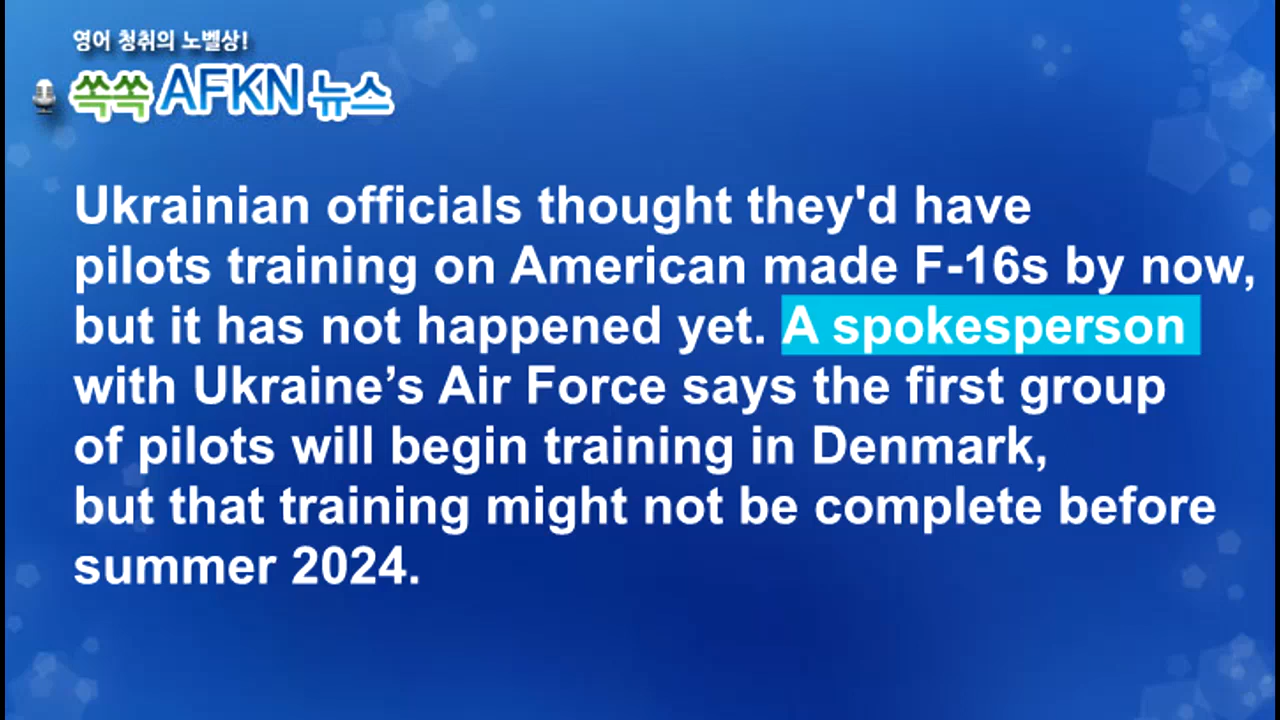 영어 청취의 노벨상!
쏙쏙 AFKN 뉴스
Ukrainian officials thought they'd have
pilots training on American made F-16s by now,
but it has not happened yet. A spokesperson
with Ukraine’s Air Force says the first group
of pilots will begin training in Denmark,
but that training might not be complete before
summer 2024.